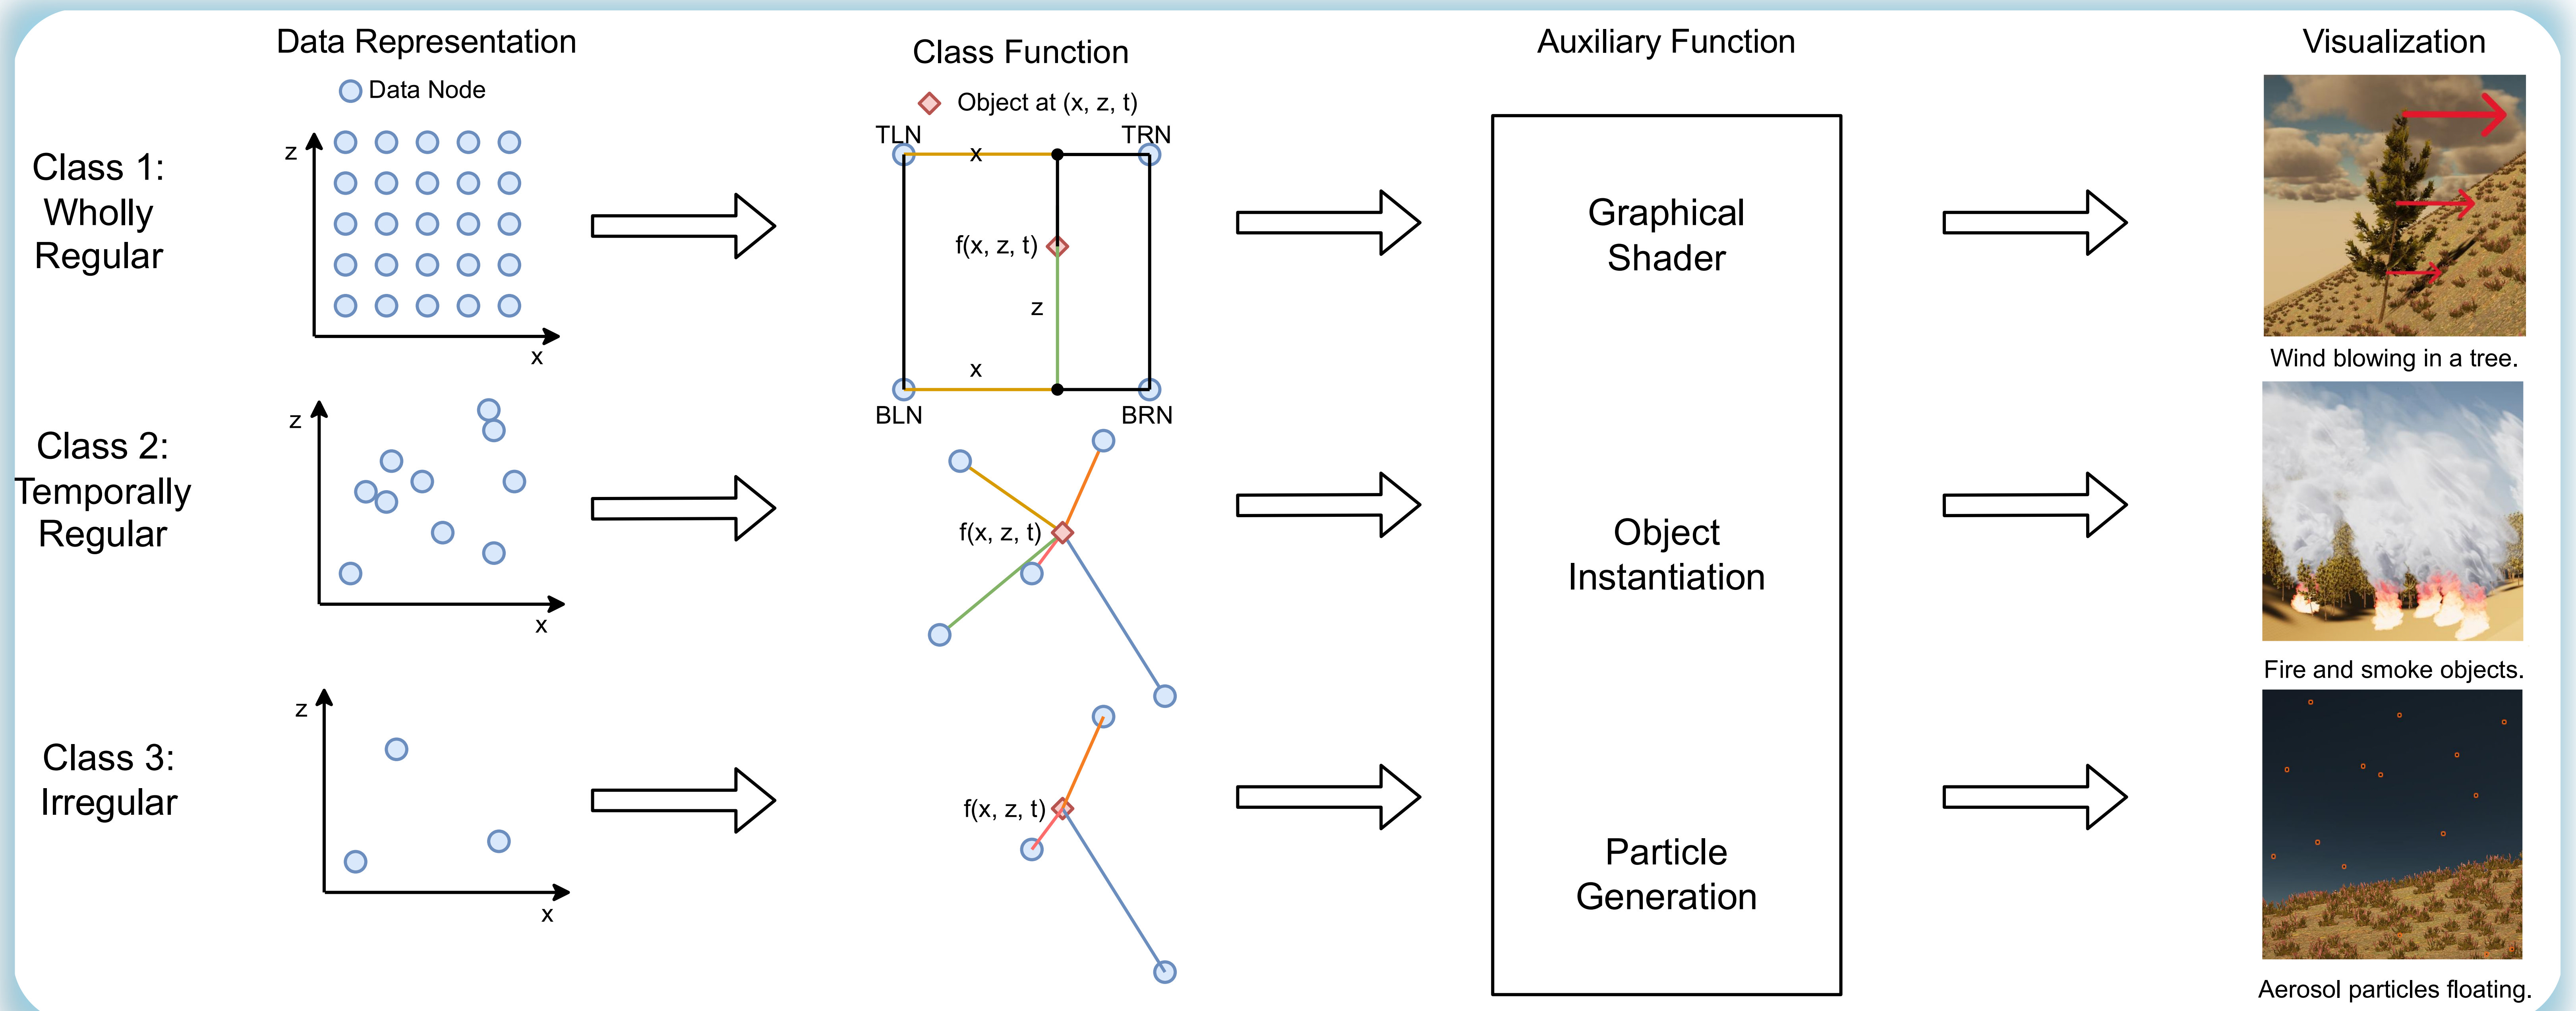 Data Representation
Class Function
Auxiliary Function
Visualization
Data Node
Object at (x, z, t)
Class 1:
Wholly
Regular
z
x
TLN
TRN
x
f(x, z, t)
z
x
BLN
BRN
Graphical
Shader
Wind blowing in a tree.
Class 2:
Temporally
Regular
z
x
f(x, z, t)
Object
Instantiation
Fire and smoke objects.
Class 3:
Irregular
z
x
f(x, z, t)
Particle
Generation
Aerosol particles floating.